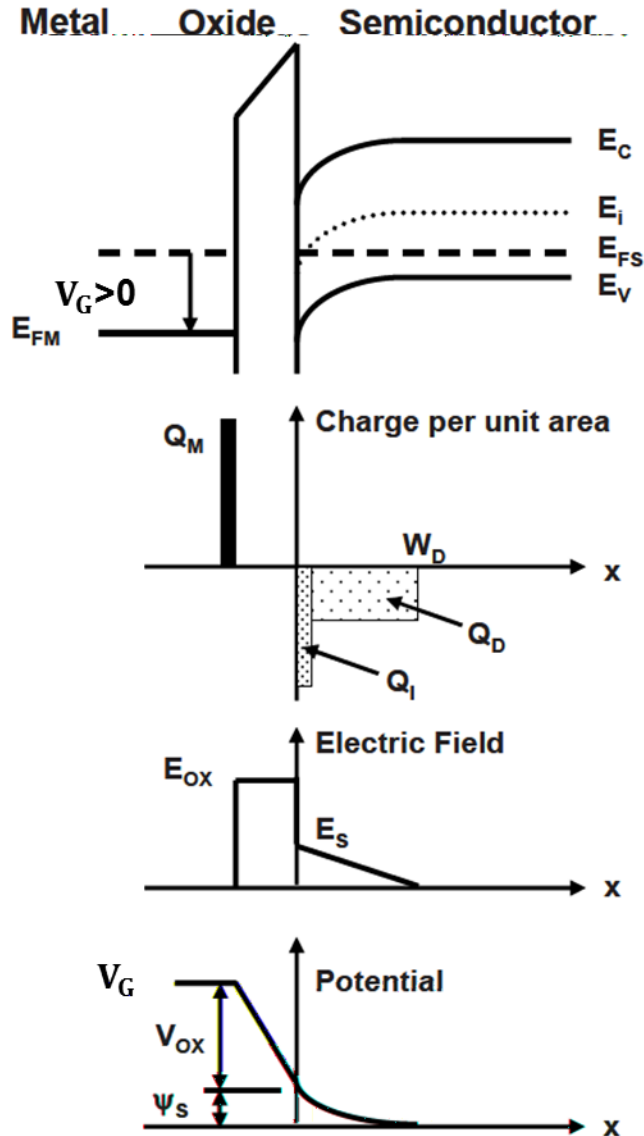 Metal Oxide Semiconductor
E_C
E_i
E_FS
V_G>0
E_V
E_FM
Q_M
Charge per unit area
W_D
x
Q_D
Q_I
Electric Field
E_OX
E_S
x
V_G
Potential
V_OX
Ψ_S
x